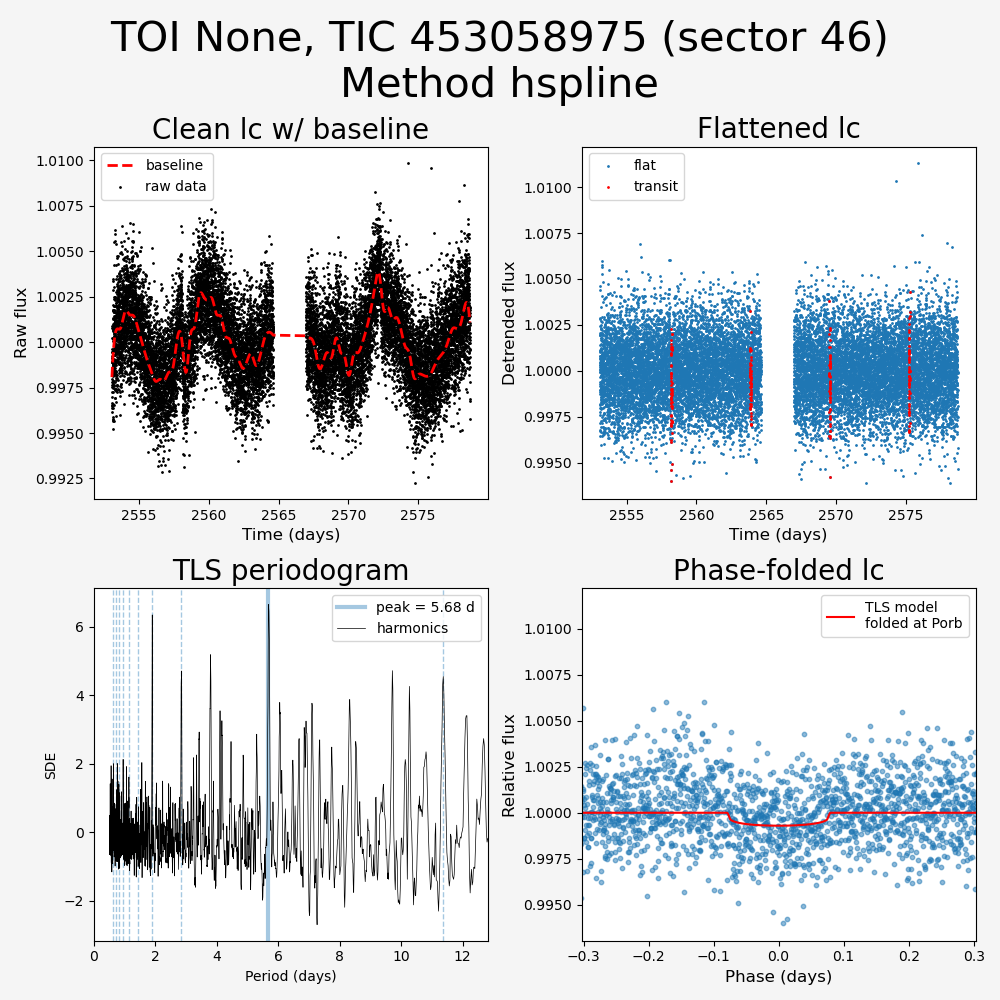 TOI None, TIC 453058975 (sector 46)
Method hspline
Clean lc w/ baseline
baseline
raw data
Raw flux
1.0100
1.0075
1.0050
1.0025
1.0000
0.9975
0.9950
0.9925
2555
2560
2565
2570
2575
Time (days)
Flattened lc
flat
transit
Detrended flux
1.0100
1.0075
1.0050
1.0025
1.0000
0.9975
0.9950
2555
2560
2565
2570
2575
Time (days)
TLS periodogram
peak = 5.68 d
harmonics
SDE
6
4
2
0
−2
0
2
4
6
8
10
12
Period (days)
Phase-folded lc
TLS model
folded at Porb
Relative flux
1.0100
1.0075
1.0050
1.0025
1.0000
0.9975
0.9950
−0.3
−0.2
−0.1
0.0
0.1
0.2
0.3
Phase (days)